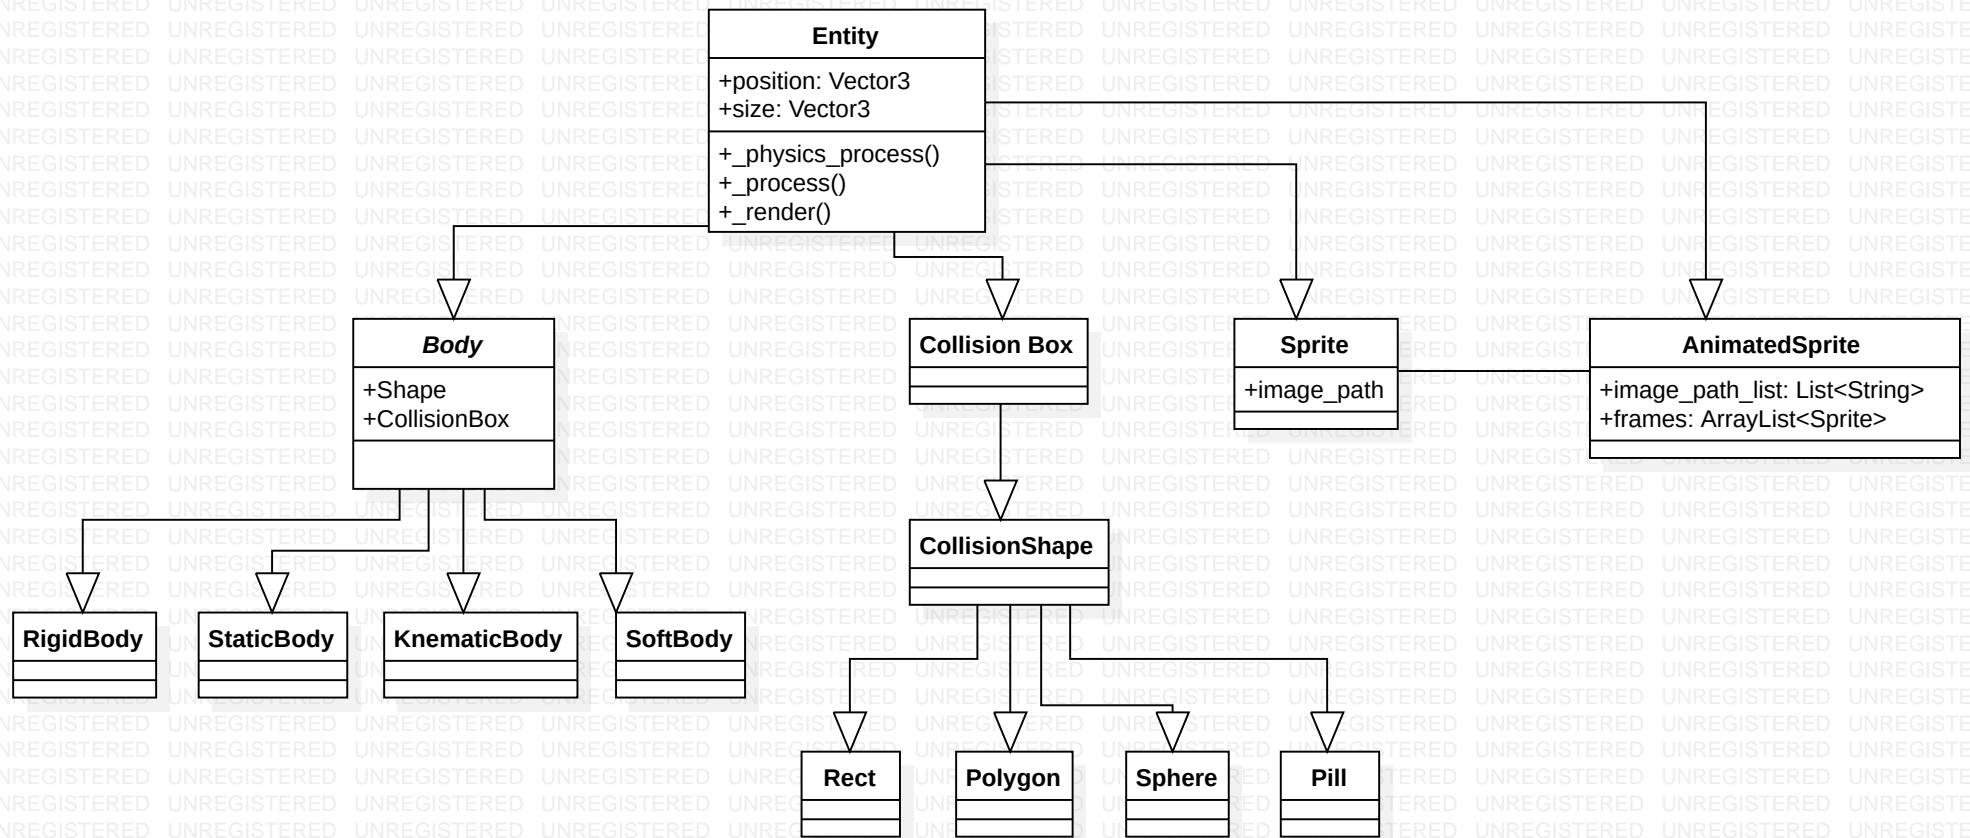 Entity
+position: Vector3
+size: Vector3
+_physics_process()
+_process()
+_render()
Body
+Shape
+CollisionBox
Collision Box
Sprite
+image_path
AnimatedSprite
+image_path_list: List<String>
+frames: ArrayList<Sprite>
CollisionShape
RigidBody
StaticBody
KnematicBody
SoftBody
Rect
Polygon
Sphere
Pill
UNREGISTERED